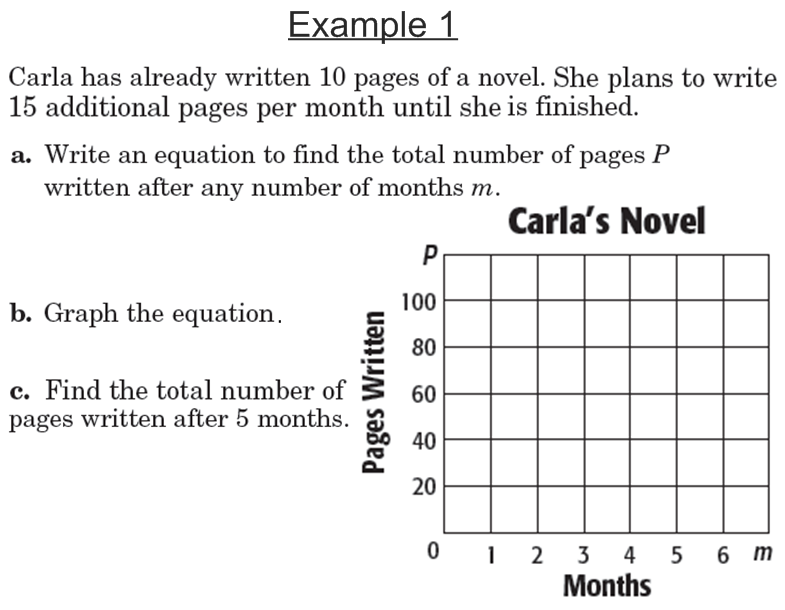 Example 1
Carla has already written 10 pages of a novel. She plans to write
15 additional pages per month until she is finished.
a. Write an equation to find the total number of pages P
written after any number of months m.
b. Graph the equation.
c. Find the total number of
pages written after 5 months.
Carla's Novel
P
100
80
60
40
20
0 1 2 3 4 5 6 m
Pages Written
Months